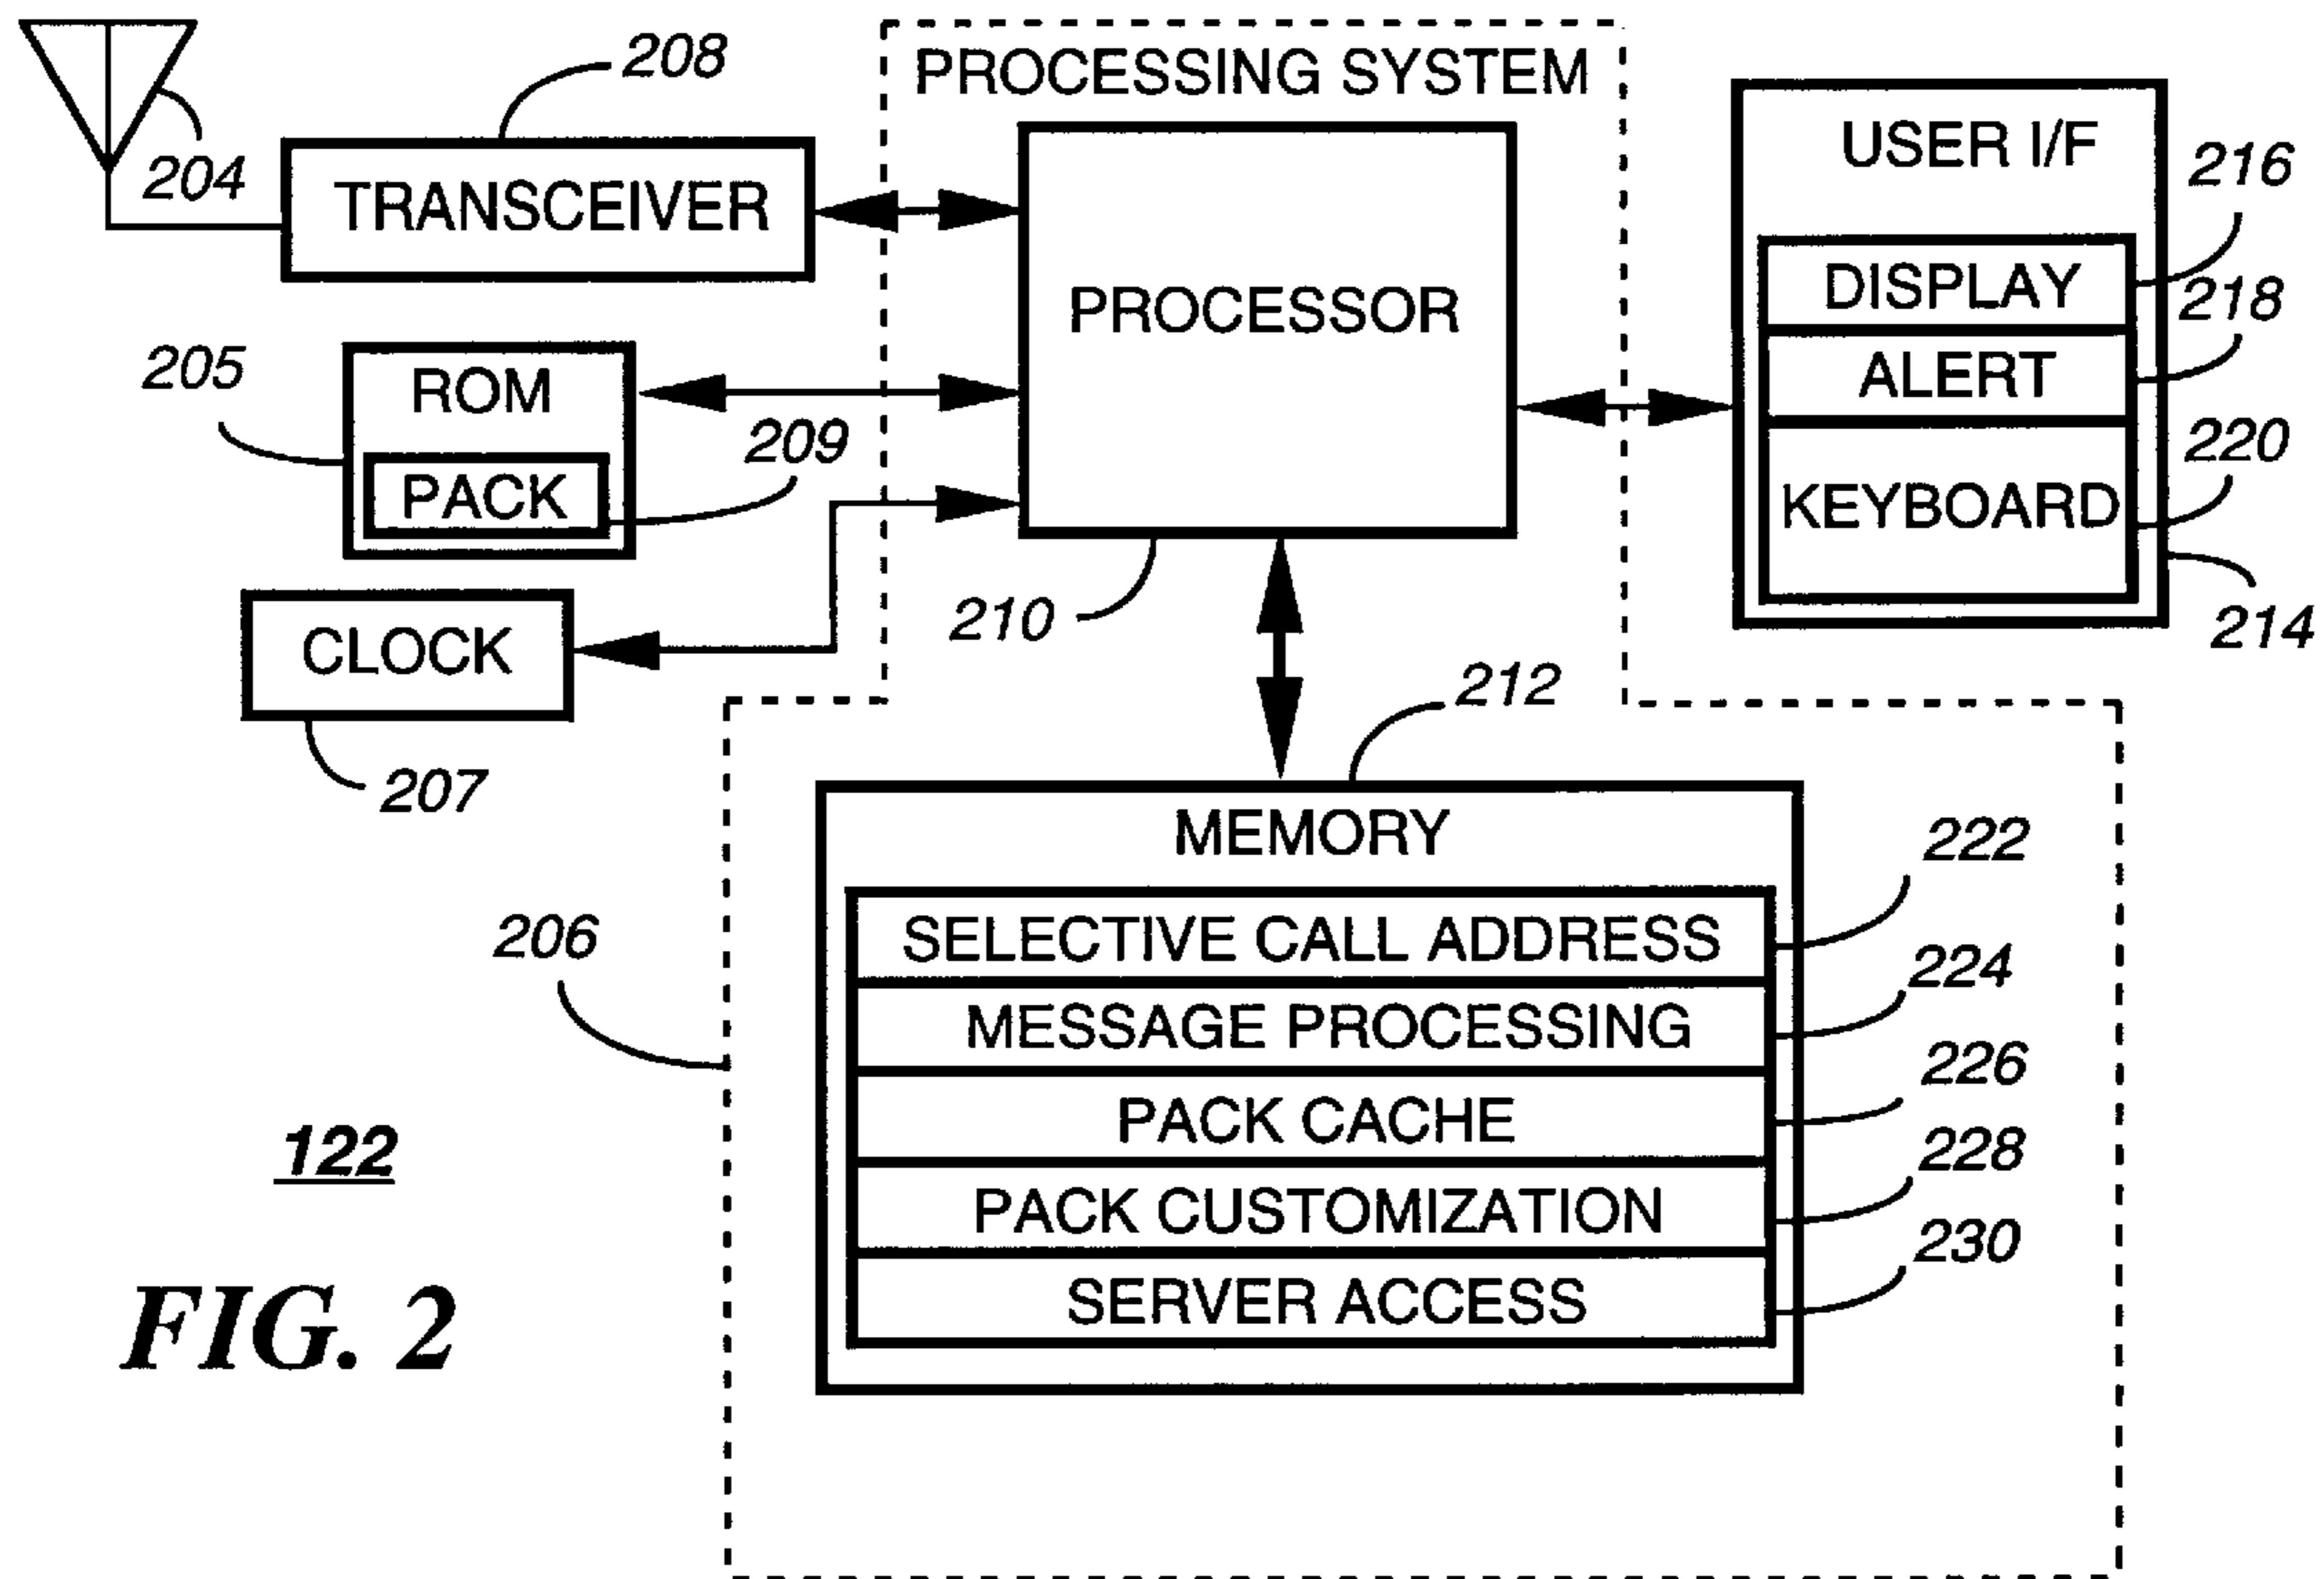 208
PROCESSING SYSTEM
204
TRANSCEIVER
PROCESSOR
USER I/F
216
DISPLAY
218
ALERT
220
KEYBOARD
214
205
ROM
209
PACK
CLOCK
207
210
212
MEMORY
222
SELECTIVE CALL ADDRESS
224
MESSAGE PROCESSING
226
PACK CACHE
228
PACK CUSTOMIZATION
230
SERVER ACCESS
206
122
FIG. 2